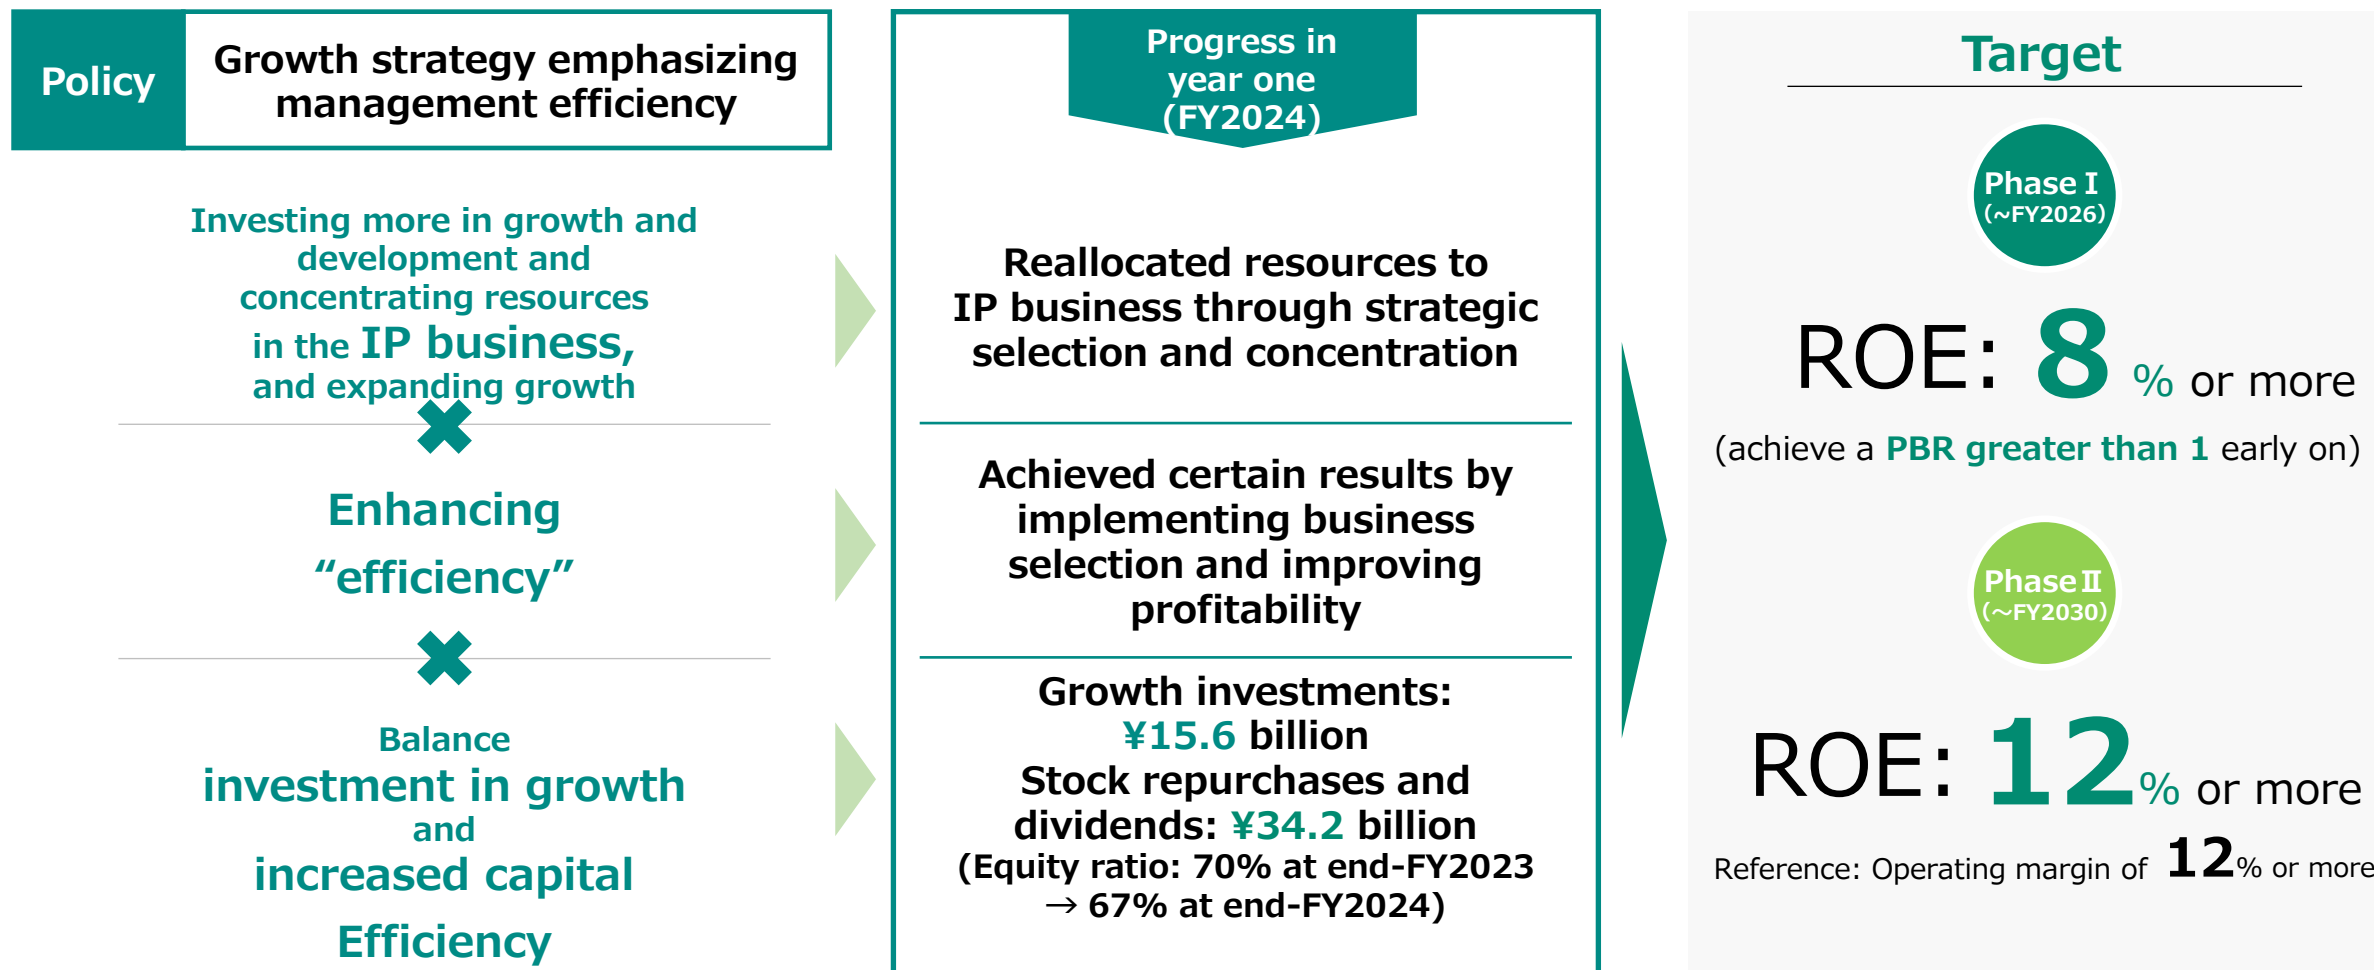 Policy
Growth strategy emphasizing
management efficiency
Investing more in growth and
development and
concentrating resources
in the IP business,
and expanding growth
Enhancing
“efficiency”
Balance
investment in growth
and
increased capital
Efficiency
Progress in
year one
(FY2024)
Reallocated resources to
IP business through strategic
selection and concentration
Achieved certain results by
implementing business
selection and improving
profitability
Growth investments:
¥15.6 billion
Stock repurchases and
dividends: ¥34.2 billion
(Equity ratio: 70% at end-FY2023
→ 67% at end-FY2024)
Target
Phase Ⅰ
(~FY2026)
ROE: 8 % or more
(achieve a PBR greater than 1 early on)
Phase Ⅱ
(～FY2030)
ROE: 12% or more
Reference: Operating margin of 12% or more